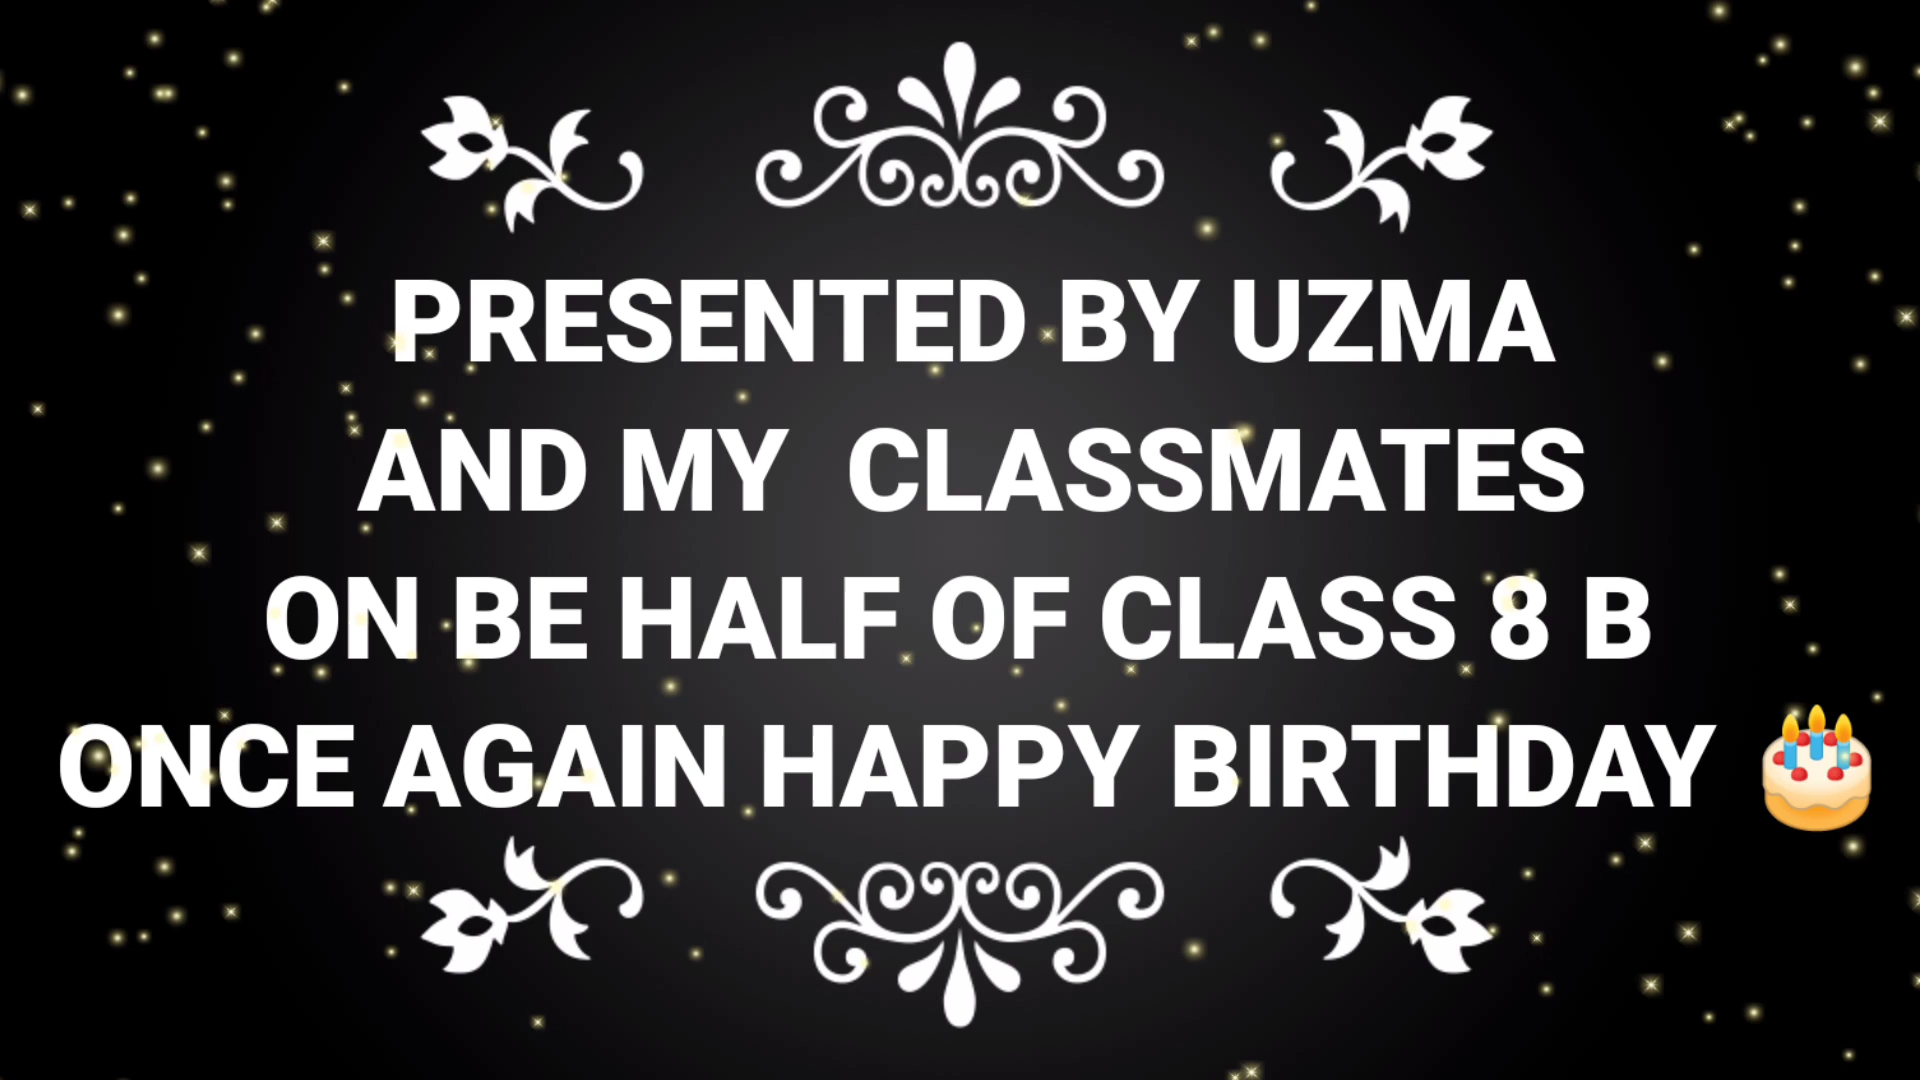 PRESENTED BY UZMA
AND MY  CLASSMATES
ON BE HALF OF CLASS 8 B
ONCE AGAIN HAPPY BIRTHDAY 🎂